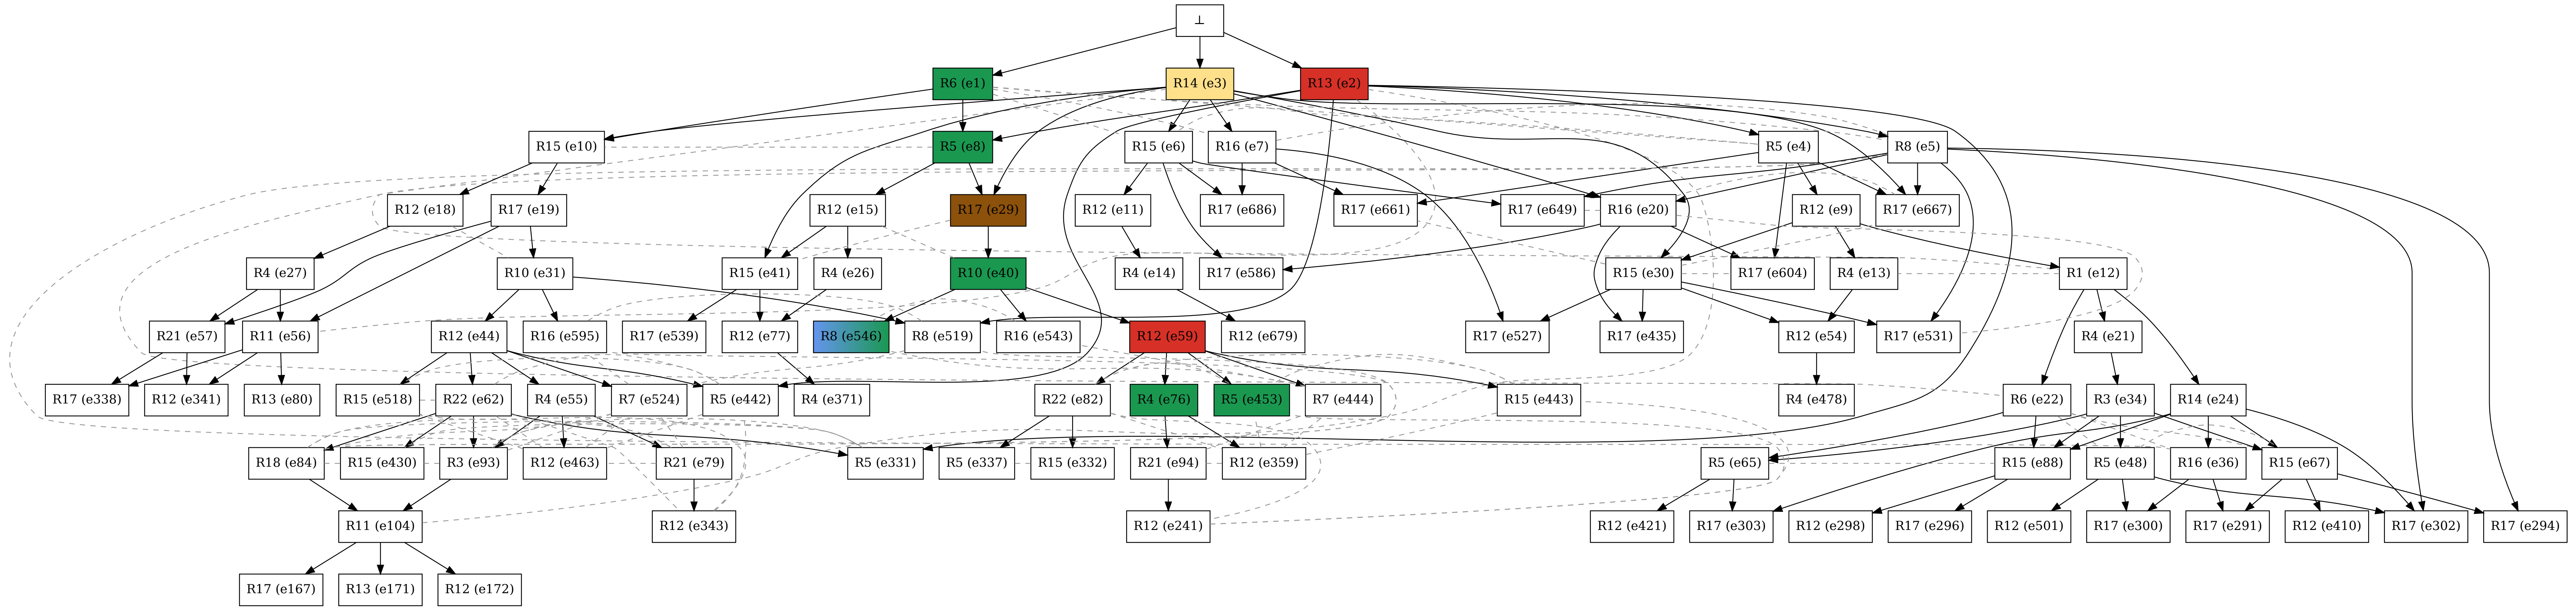 ⊥
R6 (e1)
R14 (e3)
R13 (e2)
R15 (e10)
R5 (e8)
R15 (e6)
R16 (e7)
R5 (e4)
R8 (e5)
R12 (e18)
R17 (e19)
R12 (e15)
R17 (e29)
R12 (e11)
R17 (e686)
R17 (e661)
R17 (e649)
R16 (e20)
R12 (e9)
R17 (e667)
R4 (e27)
R10 (e31)
R15 (e41)
R4 (e26)
R10 (e40)
R4 (e14)
R17 (e586)
R15 (e30)
R17 (e604)
R4 (e13)
R1 (e12)
R21 (e57)
R11 (e56)
R12 (e44)
R16 (e595)
R17 (e539)
R12 (e77)
R8 (e546)
R8 (e519)
R16 (e543)
R12 (e59)
R12 (e679)
R17 (e527)
R17 (e435)
R12 (e54)
R17 (e531)
R4 (e21)
R17 (e338)
R12 (e341)
R13 (e80)
R15 (e518)
R22 (e62)
R4 (e55)
R7 (e524)
R5 (e442)
R4 (e371)
R22 (e82)
R4 (e76)
R5 (e453)
R7 (e444)
R15 (e443)
R4 (e478)
R6 (e22)
R3 (e34)
R14 (e24)
R18 (e84)
R15 (e430)
R3 (e93)
R12 (e463)
R21 (e79)
R5 (e331)
R5 (e337)
R15 (e332)
R21 (e94)
R12 (e359)
R5 (e65)
R15 (e88)
R5 (e48)
R16 (e36)
R15 (e67)
R11 (e104)
R12 (e343)
R12 (e241)
R12 (e421)
R17 (e303)
R12 (e298)
R17 (e296)
R12 (e501)
R17 (e300)
R17 (e291)
R12 (e410)
R17 (e302)
R17 (e294)
R17 (e167)
R13 (e171)
R12 (e172)